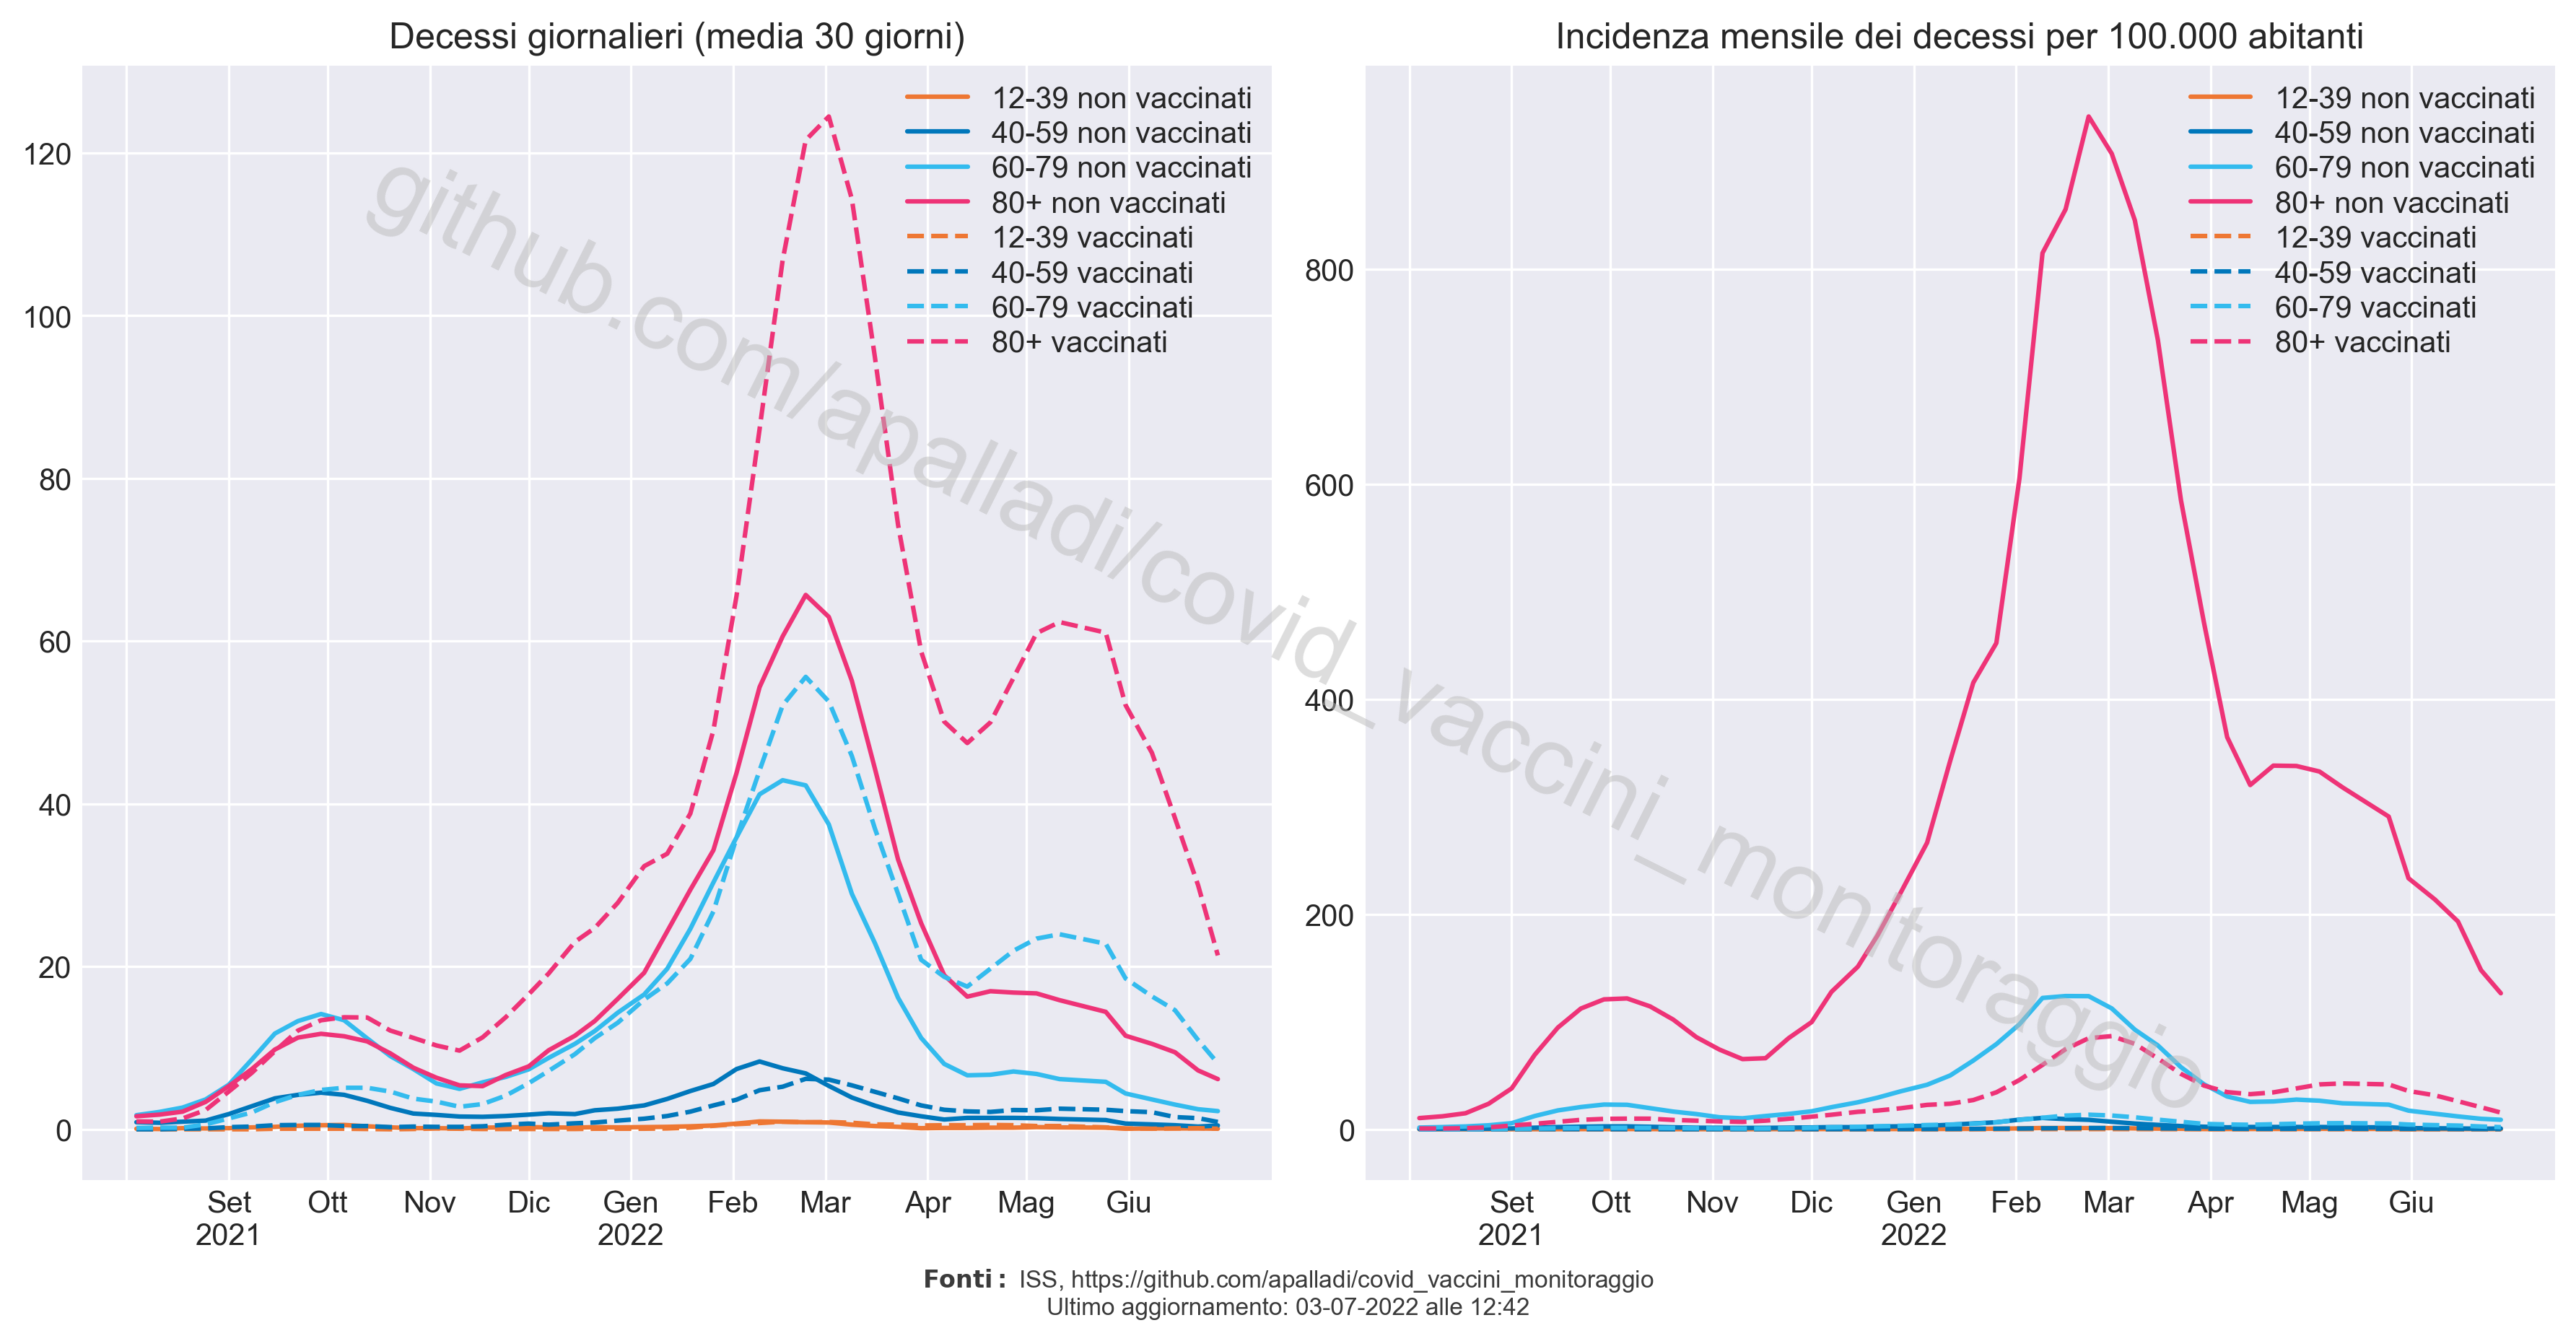 Decessi giornalieri (media 30 giorni)
120
100
80
60
40
20
0
12-39 non vaccinati
40-59 non vaccinati
60-79 non vaccinati
80+ non vaccinati
12-39 vaccinati
40-59 vaccinati
60-79 vaccinati
80+ vaccinati
Set
2021
Ott
Nov
Dic
Gen
2022
Feb
Mar
Apr
Mag
Giu
Incidenza mensile dei decessi per 100.000 abitanti
800
600
400
200
0
12-39 non vaccinati
40-59 non vaccinati
60-79 non vaccinati
80+ non vaccinati
12-39 vaccinati
40-59 vaccinati
60-79 vaccinati
80+ vaccinati
Set
2021
Ott
Nov
Dic
Gen
2022
Feb
Mar
Apr
Mag
Giu
github.com/apalladi/covid_vaccini_monitoraggio
Fonti: ISS, https://github.com/apalladi/covid_vaccini_monitoraggio
Ultimo aggiornamento: 03-07-2022 alle 12:42